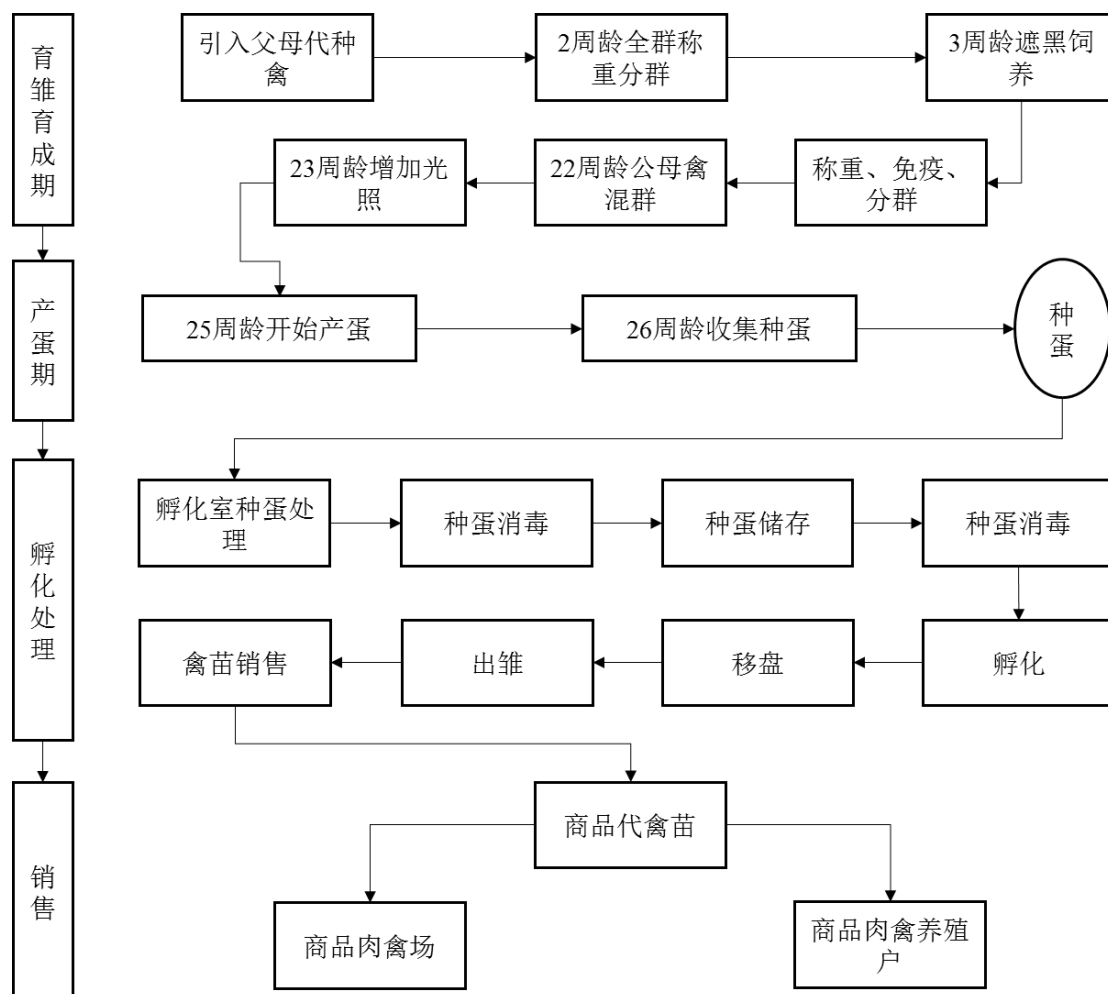 育雏育成期
引入父母代种
禽
2周龄全群称
重分群
3周龄遮黑饲
养
称重、免疫、
分群
22周龄公母禽
混群
23周龄增加光
照
产蛋期
25周龄开始产蛋
26周龄收集种蛋
种蛋
孵化处理
孵化室种蛋处
理
种蛋消毒
种蛋储存
种蛋消毒
孵化
移盘
出雏
禽苗销售
销售
商品代禽苗
商品肉禽场
商品肉禽养殖
户